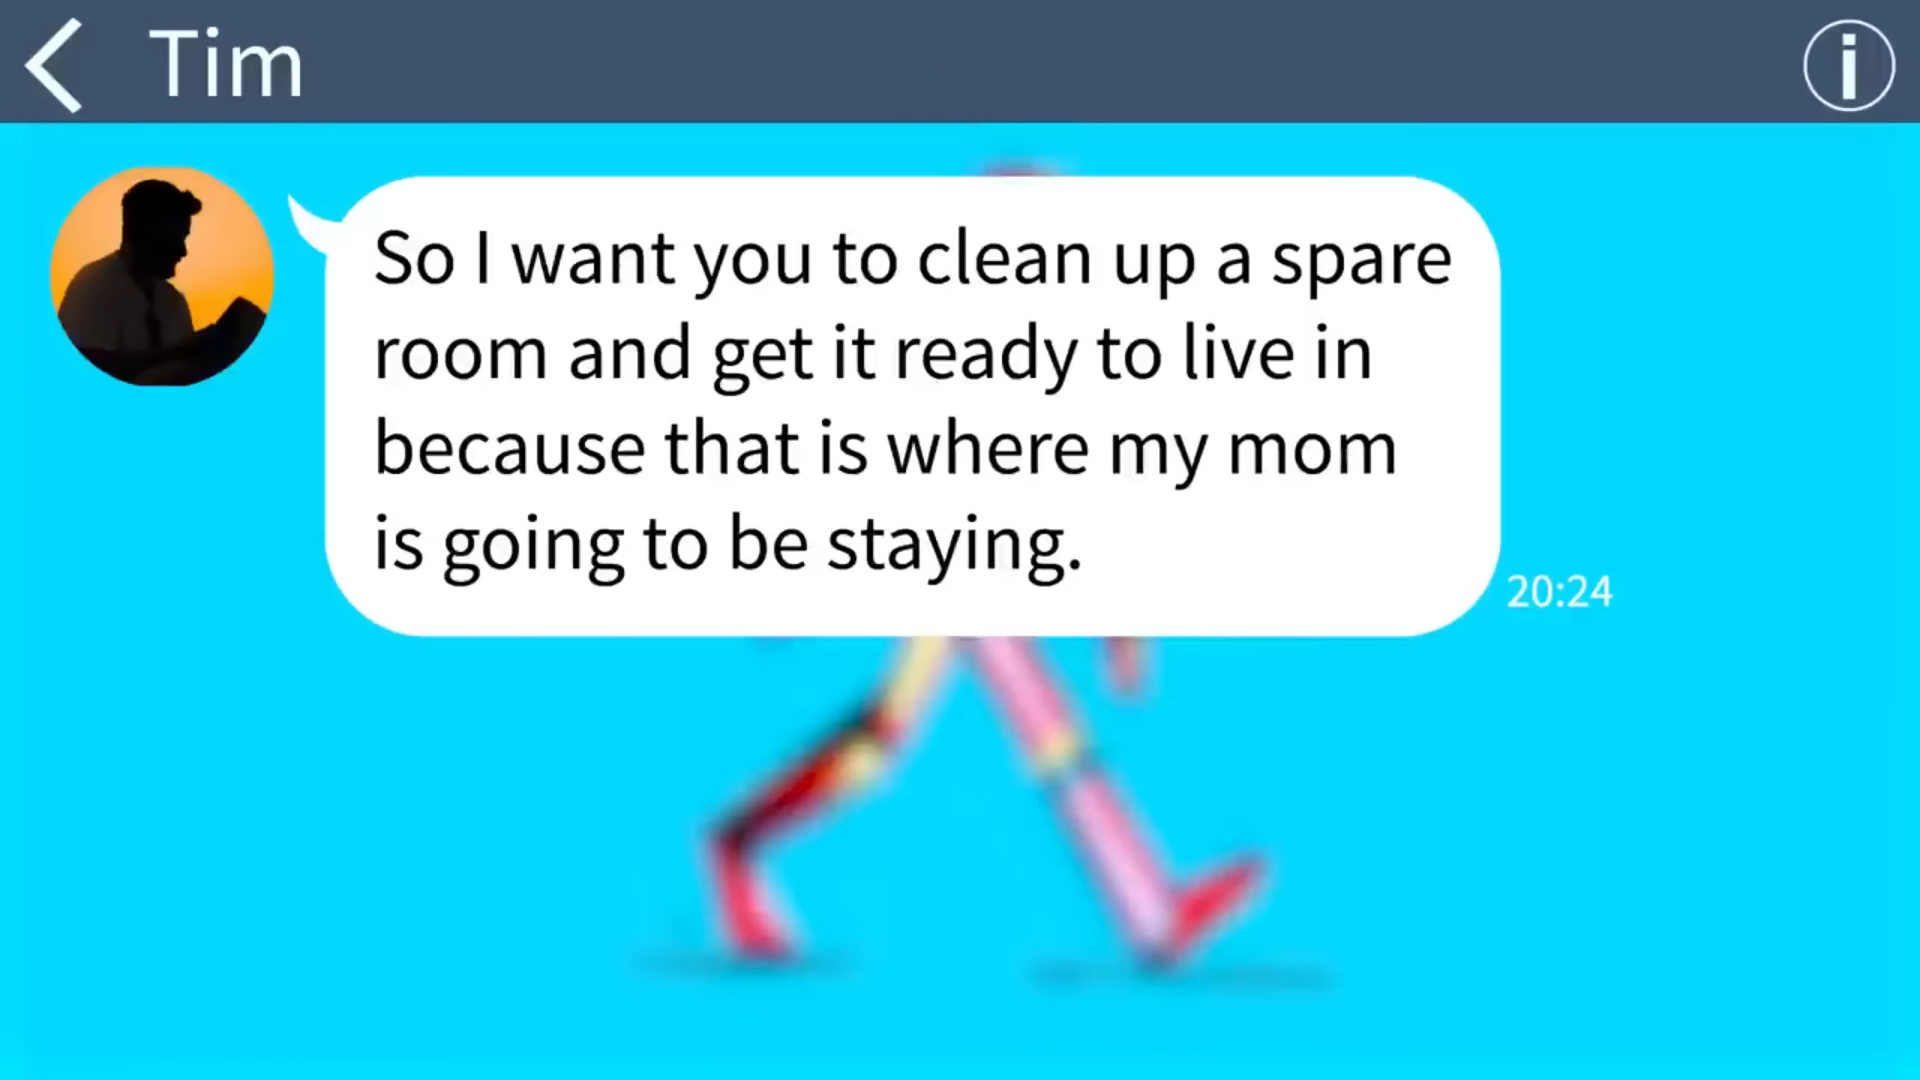 Tim
So I want you to clean up a spare
room and get it ready to live in
because that is where my mom
is going to be staying.
20:24